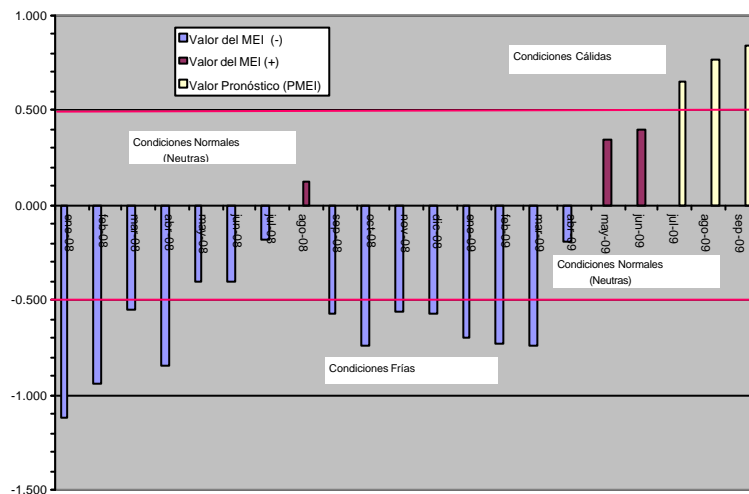 1.000
0.500
0.000
-0.500
-1.000
-1.500
Valor del MEI (-)
Valor del MEI (+)
Valor Pronóstico (PMEI)
Condiciones Cálidas
Condiciones Normales
(Neutras)
ene-08
feb-08
mar-08
abr-08
may-08
jun-08
jul-08
ago-08
sep-08
oct-08
nov-08
dic-08
ene-09
feb-09
mar-09
abr-09
may-09
jun-09
jul-09
ago-09
sep-09
Condiciones Normales
(Neutras)
Condiciones Frías